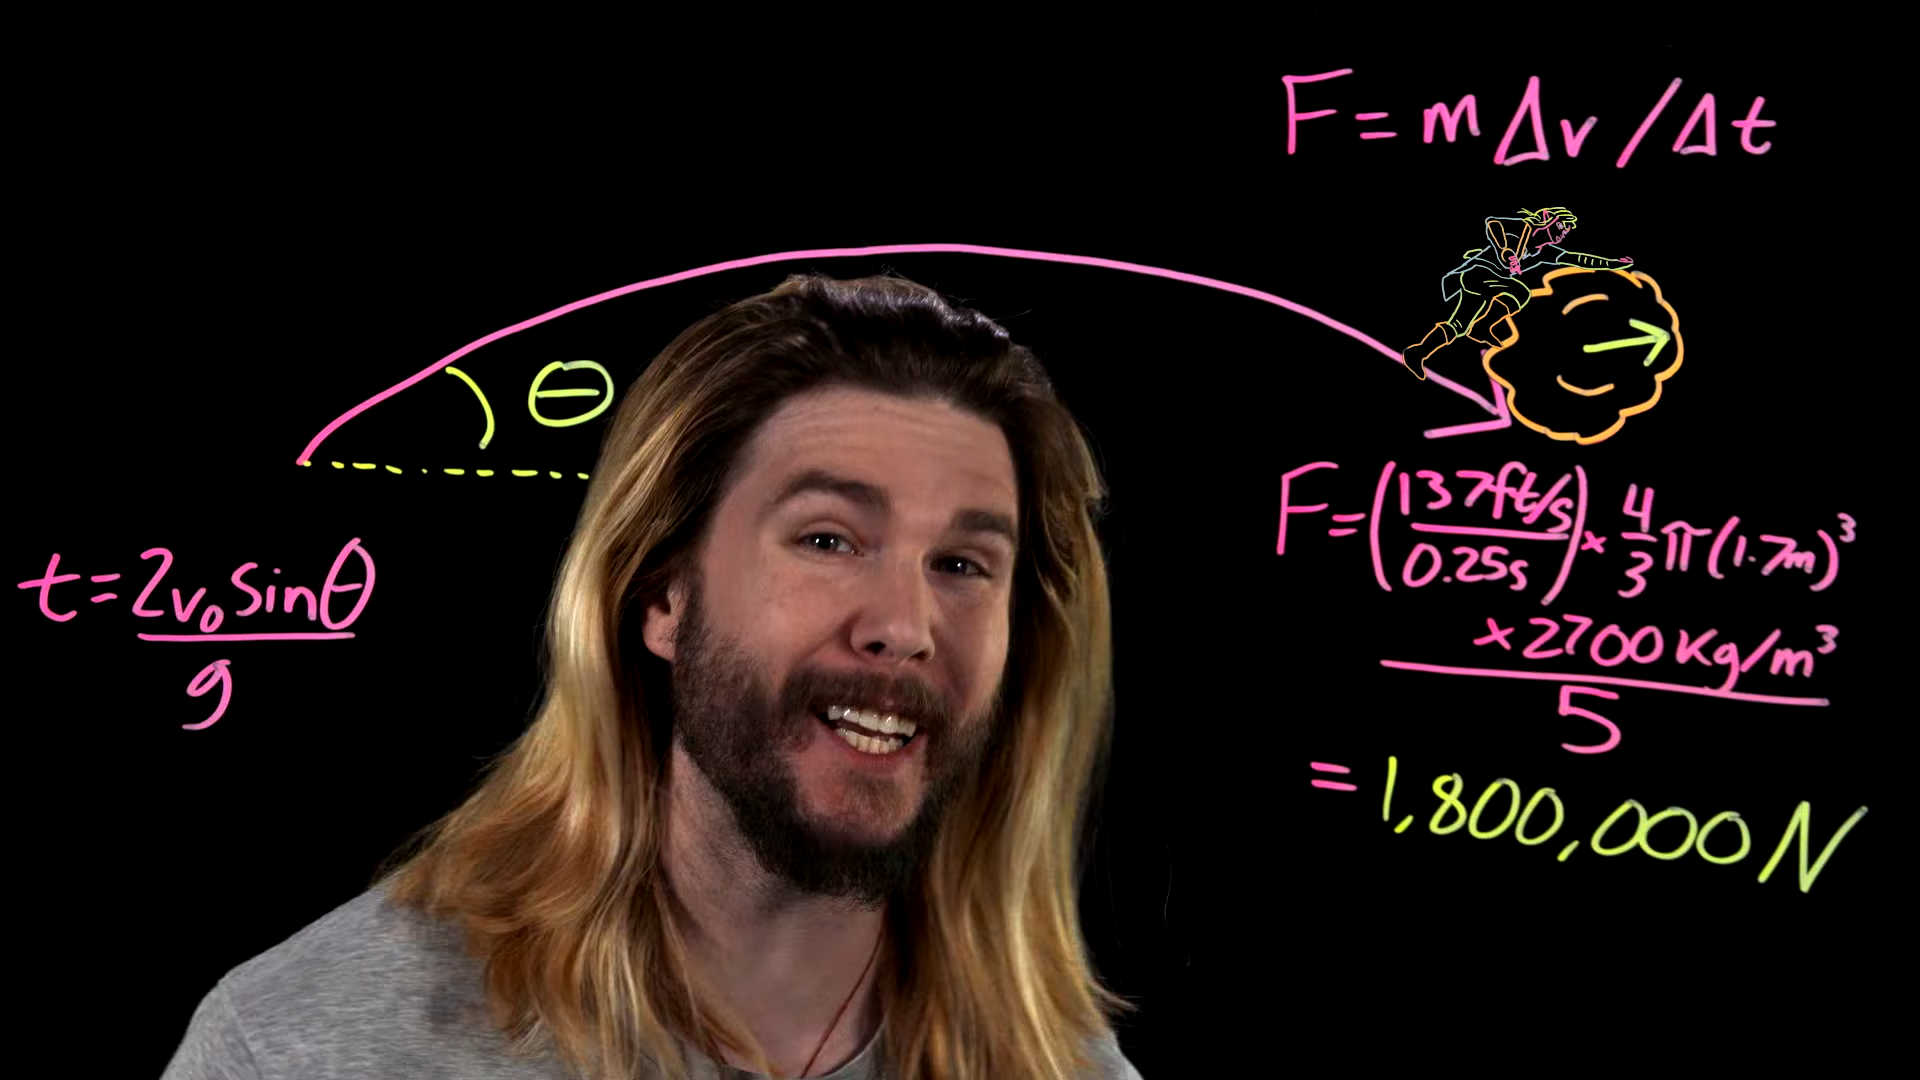 F = mΔv/Δt
θ
t = 2v₀sinθ
g
F = (137ft/s / 0.25s) × 4/3 π(1.7m)³
× 2700 Kg/m³
5
= 1,800,000 N